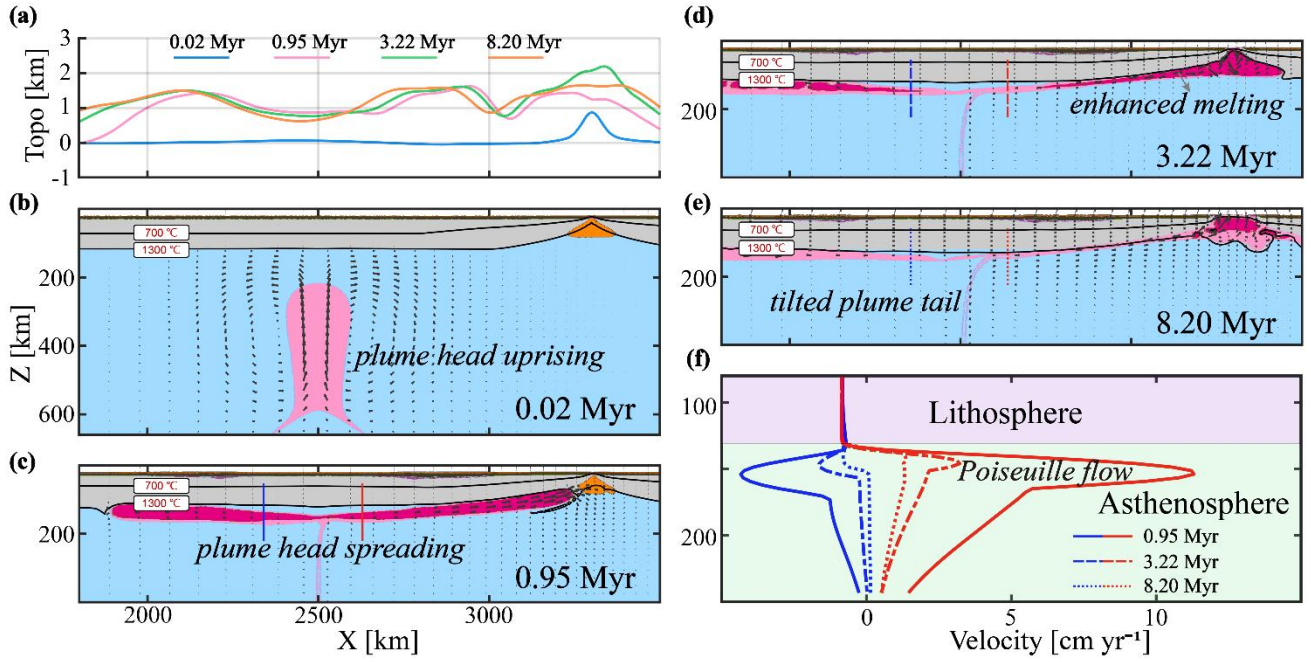 (a)
0.02 Myr 0.95 Myr 3.22 Myr 8.20 Myr
Topo [km]
3
2
1
0
-1
(b)
700 ℃
1300℃
Z [km]
200
400
600
plume head uprising
0.02 Myr
(c)
700 ℃
1300 ℃
200
plume head spreading
0.95 Myr
2000 2500 3000
X [km]
(d)
700 ℃
1300 ℃
200
enhanced melting
3.22 Myr
(e)
700 ℃
1300 ℃
200
tilted plume tail
8.20 Myr
(f)
100
200
Lithosphere
Poiseuille flow
Asthenosphere
0.95 Myr
3.22 Myr
8.20 Myr
0 5 10
Velocity [cm yr⁻¹]